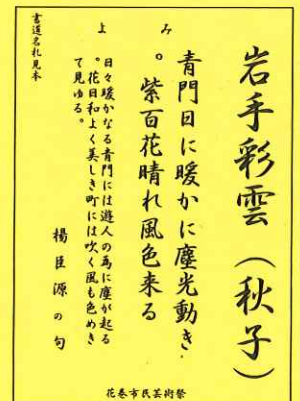 岩手彩雲（秋子）
み
青門日に暖かに塵光動き.
。紫百花晴れ風色来る
よ
日々暖かなる青門には遊人の為に塵が起る
。花日和よく美しき町には吹く風も色めき
て見ゆる。
楊臣源の句
書道名札見本
花巻市民芸術祭